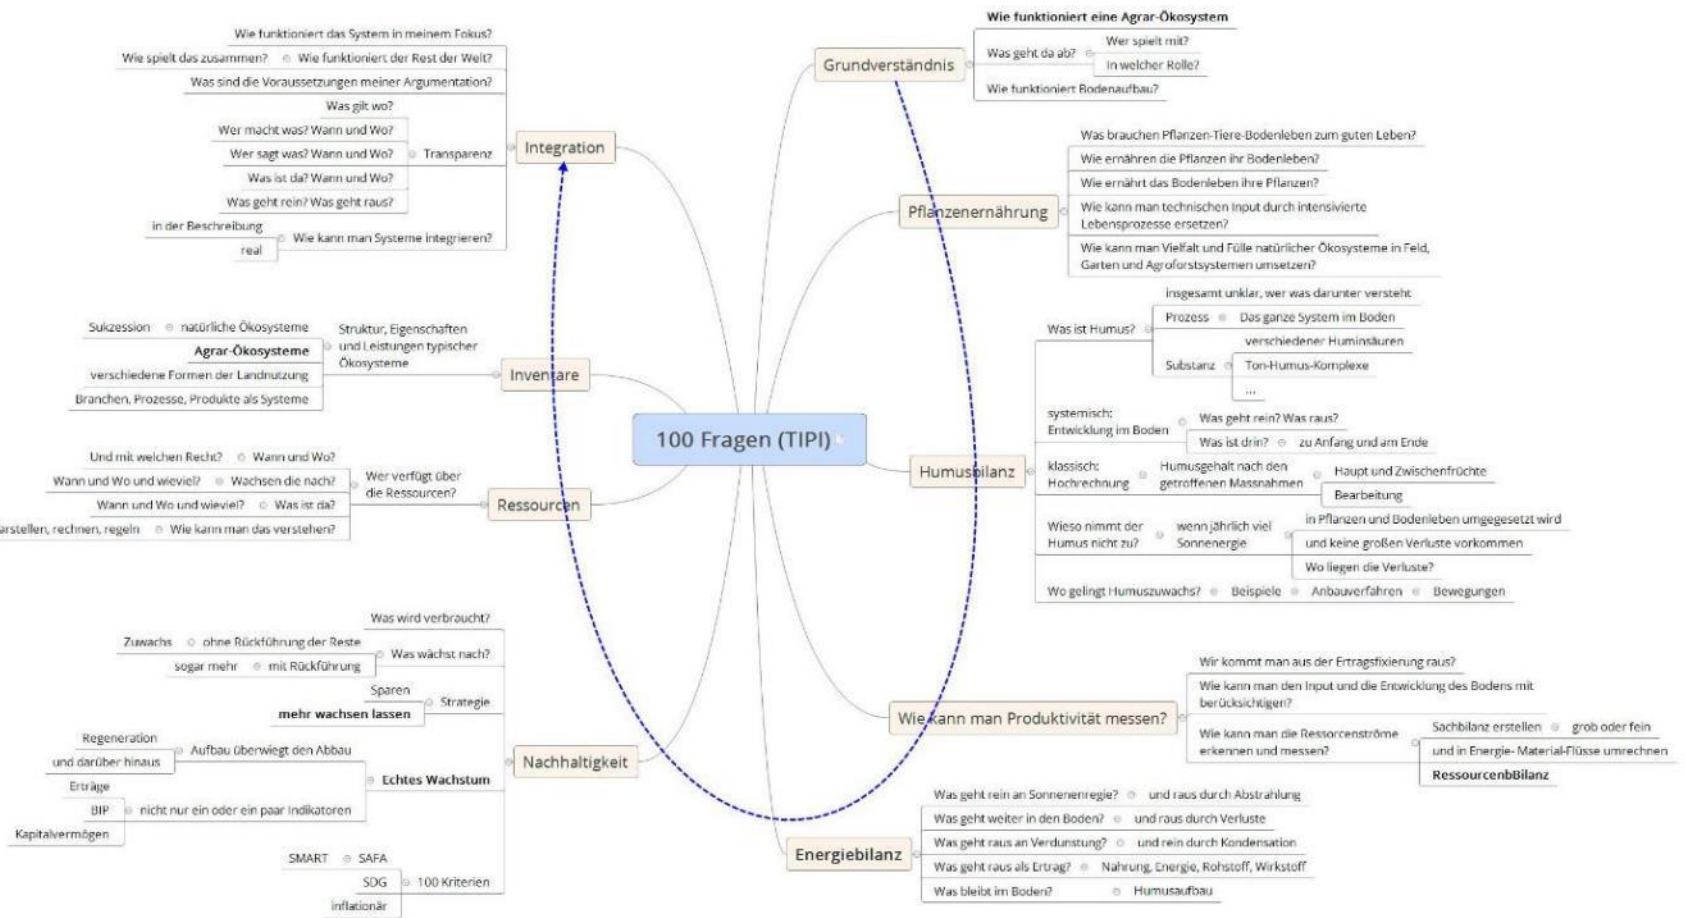 100 Fragen (TIPI)
Grundverständnis
Wie funktioniert eine Agrar-Ökosystem
Was geht da ab?
Wer spielt mit?
In welcher Rolle?
Wie funktioniert Bodenaufbau?
Pflanzenernährung
Was brauchen Pflanzen-Tiere-Bodenleben zum guten Leben?
Wie ernähren die Pflanzen ihr Bodenleben?
Wie ernährt das Bodenleben ihre Pflanzen?
Wie kann man technischen Input durch intensivierte
Lebensprozesse ersetzen?
Wie kann man Vielfalt und Fülle natürlicher Ökosysteme in Feld,
Garten und Agroforstsystemen umsetzen?
Humusbilanz
Was ist Humus?
insgesamt unklar, wer was darunter versteht
Prozess
Das ganze System im Boden
Substanz
verschiedener Huminsäuren
Ton-Humus-Komplexe
...
systemisch:
Entwicklung im Boden
Was geht rein? Was raus?
Was ist drin?
zu Anfang und am Ende
klassisch:
Hochrechnung
Humusgehalt nach den
getroffenen Massnahmen
Haupt und Zwischenfrüchte
Bearbeitung
Wieso nimmt der
Humus nicht zu?
wenn jährlich viel
Sonnenergie
in Pflanzen und Bodenleben umgegesetzt wird
und keine großen Verluste vorkommen
Wo liegen die Verluste?
Wo gelingt Humuszuwachs?
Beispiele
Anbauverfahren
Bewegungen
Wie kann man Produktivität messen?
Wir kommt man aus der Ertragsfixierung raus?
Wie kann man den Input und die Entwicklung des Bodens mit
berücksichtigen?
Wie kann man die Ressorcenströme
erkennen und messen?
Sachbilanz erstellen
grob oder fein
und in Energie- Material-Flüsse umrechnen
RessourcenbBilanz
Energiebilanz
Was geht rein an Sonnenenregie?
und raus durch Abstrahlung
Was geht weiter in den Boden?
und raus durch Verluste
Was geht raus an Verdunstung?
und rein durch Kondensation
Was geht raus als Ertrag?
Nahrung, Energie, Rohstoff, Wirkstoff
Was bleibt im Boden?
Humusaufbau
Integration
Wie funktioniert das System in meinem Fokus?
Wie spielt das zusammen?
Wie funktioniert der Rest der Welt?
Was sind die Voraussetzungen meiner Argumentation?
Transparenz
Was gilt wo?
Wer macht was? Wann und Wo?
Wer sagt was? Wann und Wo?
Was ist da? Wann und Wo?
Was geht rein? Was geht raus?
Wie kann man Systeme integrieren?
in der Beschreibung
real
Inventare
Struktur, Eigenschaften
und Leistungen typischer
Ökosysteme
Sukzession
natürliche Ökosysteme
Agrar-Ökosysteme
verschiedene Formen der Landnutzung
Branchen, Prozesse, Produkte als Systeme
Ressourcen
Wer verfügt über
die Ressourcen?
Und mit welchen Recht?
Wann und Wo?
Wann und Wo und wieviel?
Wachsen die nach?
Wann und Wo und wieviel?
Was ist da?
arstellen, rechnen, regeln
Wie kann man das verstehen?
Nachhaltigkeit
Was wird verbraucht?
Was wächst nach?
Zuwachs
ohne Rückführung der Reste
sogar mehr
mit Rückführung
Strategie
Sparen
mehr wachsen lassen
Echtes Wachstum
Aufbau überwiegt den Abbau
Regeneration
und darüber hinaus
nicht nur ein oder ein paar Indikatoren
Erträge
BIP
Kapitalvermögen
100 Kriterien
SMART
SAFA
SDG
inflationär